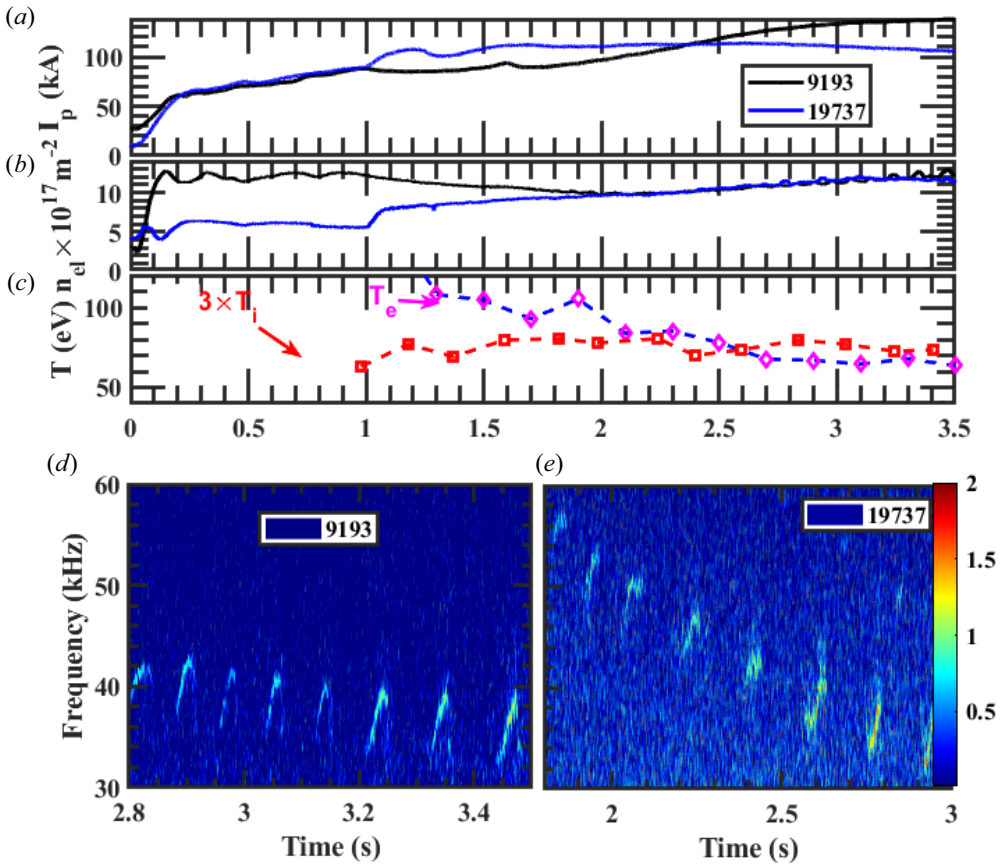 (a)
I_p (kA)
100
50
0
9193
19737
(b)
n_el × 10^17 m^-2
10
5
0
(c)
T (eV)
100
50
3×T_i
T_e
0 0.5 1 1.5 2 2.5 3 3.5
(d)
(e)
Frequency (kHz)
60
50
40
30
9193
19737
2
1.5
1
0.5
2.8 3 3.2 3.4
2 2.5 3
Time (s)
Time (s)